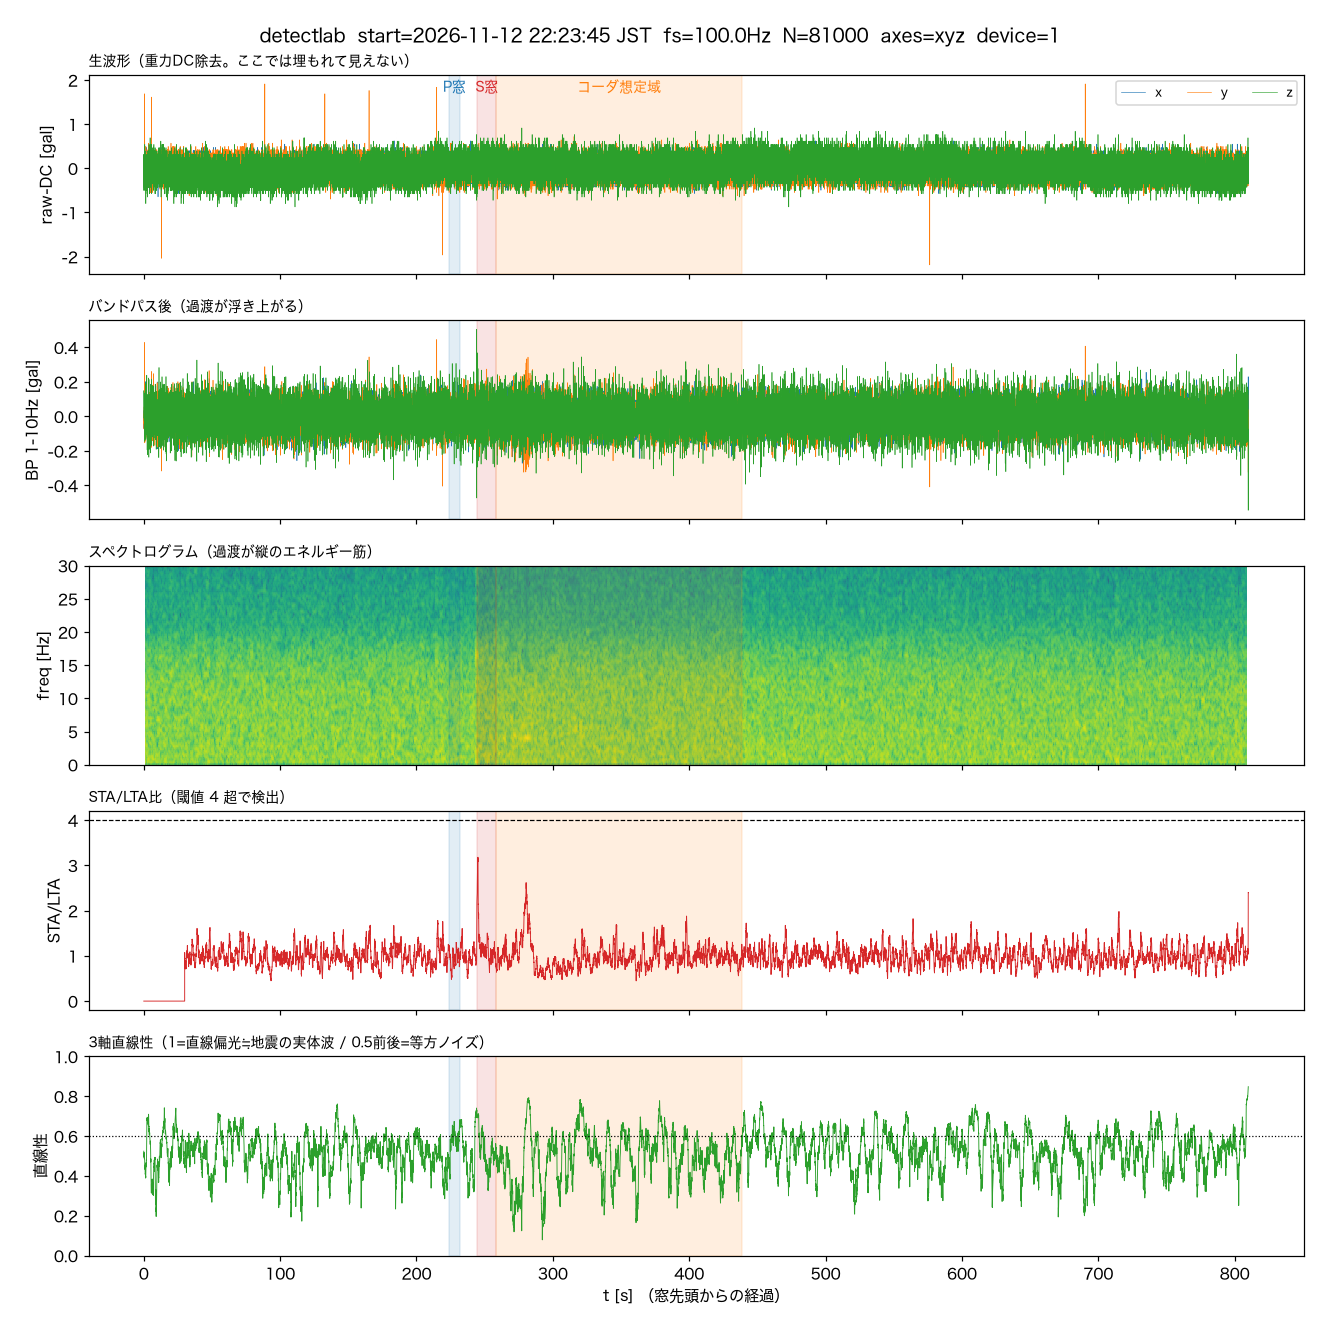 detectlab start=2026-11-12 22:23:45 JST fs=100.0Hz N=81000 axes=xyz device=1
生波形（重力DC除去。ここでは埋もれて見えない）
P窓 S窓 コーダ想定域
x y z
2
1
0
-1
-2
raw-DC [gal]
バンドパス後（過渡が浮き上がる）
0.4
0.2
0.0
-0.2
-0.4
BP 1-10Hz [gal]
スペクトログラム（過渡が縦のエネルギー筋）
30
25
20
15
10
5
0
freq [Hz]
STA/LTA比（閾値 4 超で検出）
4
3
2
1
0
STA/LTA
3軸直線性（1=直線偏光≒地震の実体波 / 0.5前後=等方ノイズ）
1.0
0.8
0.6
0.4
0.2
0.0
直線性
0 100 200 300 400 500 600 700 800
t [s] （窓先頭からの経過）